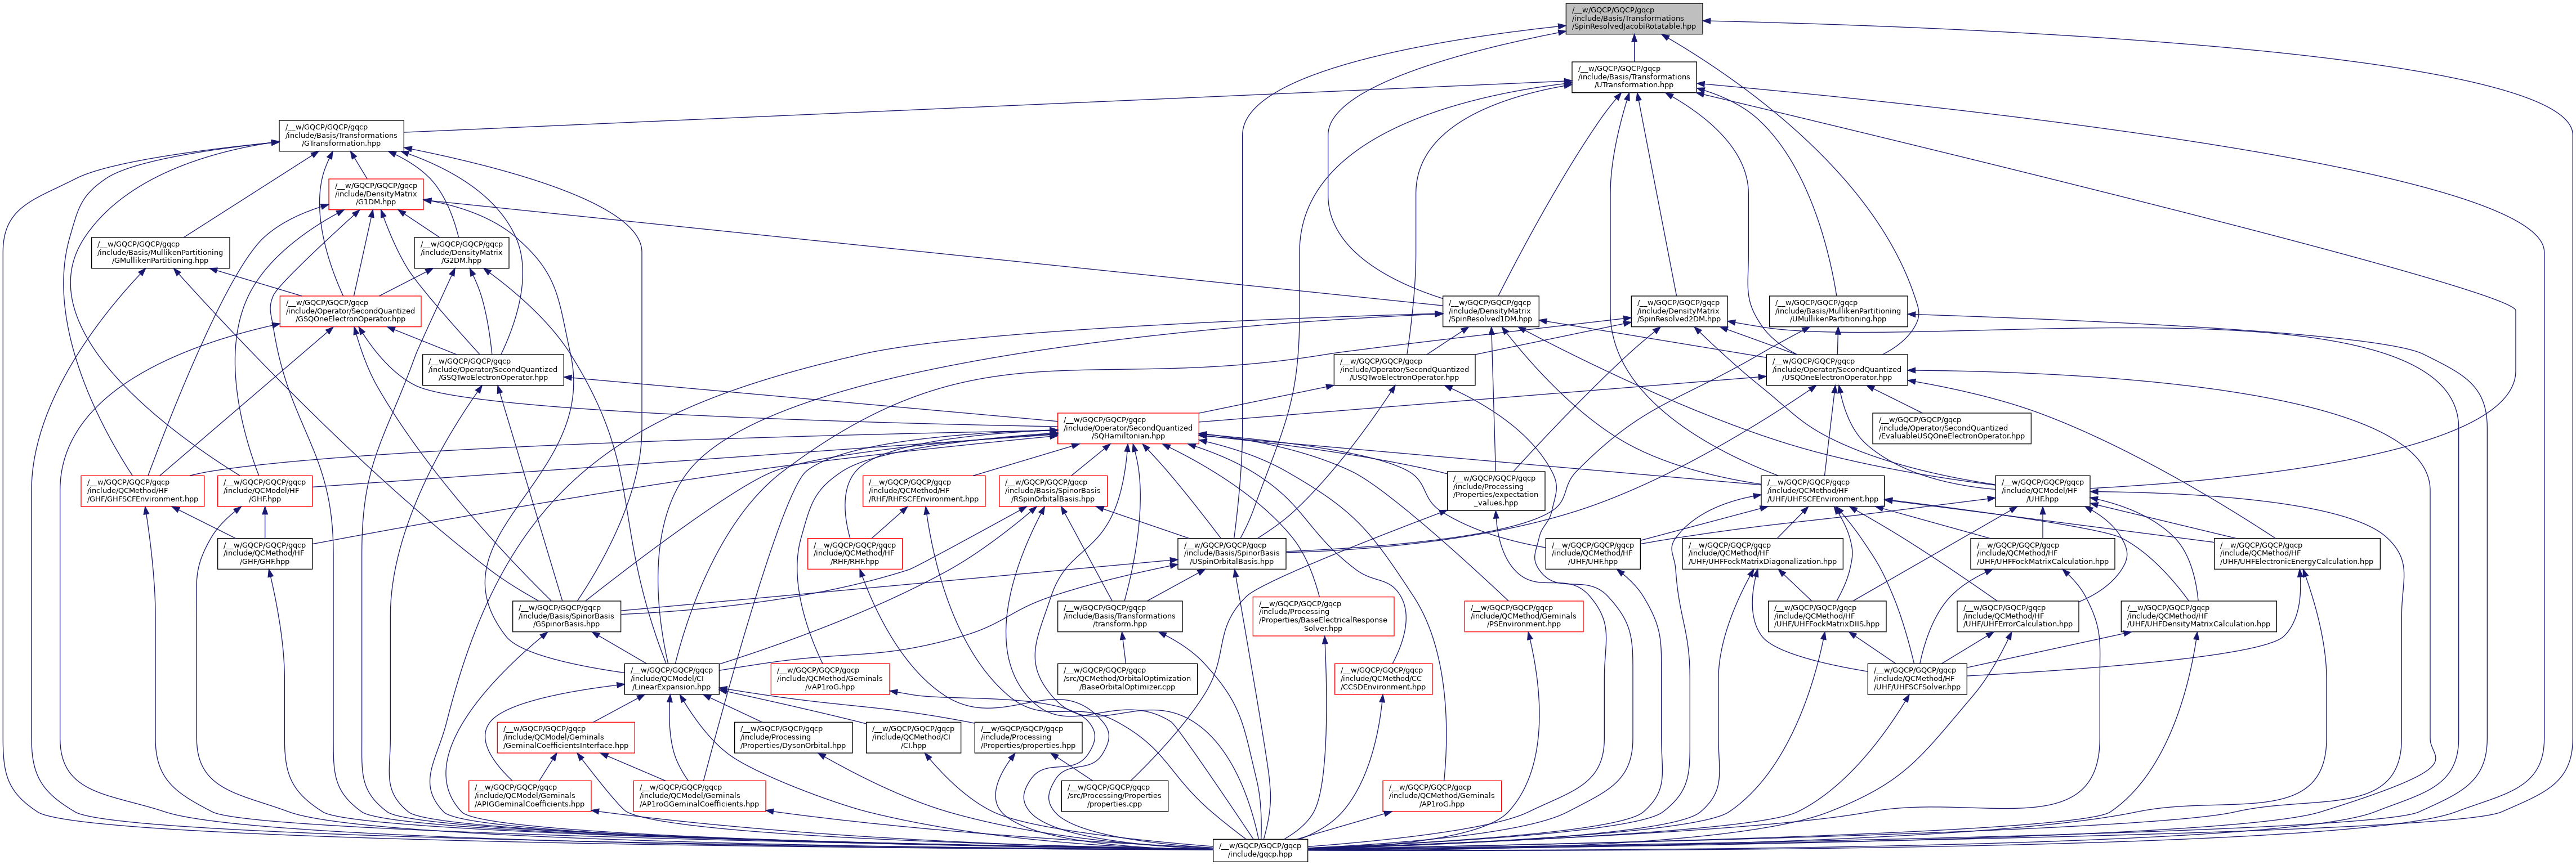 /__w/GQCP/GQCP/gqcp
/include/Basis/Transformations
/SpinResolvedJacobiRotatable.hpp
/__w/GQCP/GQCP/gqcp
/include/Basis/Transformations
/UTransformation.hpp
/__w/GQCP/GQCP/gqcp
/include/Basis/Transformations
/GTransformation.hpp
/__w/GQCP/GQCP/gqcp
/include/DensityMatrix
/G1DM.hpp
/__w/GQCP/GQCP/gqcp
/include/Basis/MullikenPartitioning
/GMullikenPartitioning.hpp
/__w/GQCP/GQCP/gqcp
/include/DensityMatrix
/G2DM.hpp
/__w/GQCP/GQCP/gqcp
/include/Operator/SecondQuantized
/GSQOneElectronOperator.hpp
/__w/GQCP/GQCP/gqcp
/include/DensityMatrix
/SpinResolved1DM.hpp
/__w/GQCP/GQCP/gqcp
/include/DensityMatrix
/SpinResolved2DM.hpp
/__w/GQCP/GQCP/gqcp
/include/Basis/MullikenPartitioning
/UMullikenPartitioning.hpp
/__w/GQCP/GQCP/gqcp
/include/Operator/SecondQuantized
/GSQTwoElectronOperator.hpp
/__w/GQCP/GQCP/gqcp
/include/Operator/SecondQuantized
/USQTwoElectronOperator.hpp
/__w/GQCP/GQCP/gqcp
/include/Operator/SecondQuantized
/USQOneElectronOperator.hpp
/__w/GQCP/GQCP/gqcp
/include/Operator/SecondQuantized
/SQHamiltonian.hpp
/__w/GQCP/GQCP/gqcp
/include/Operator/SecondQuantized
/EvaluableUSQOneElectronOperator.hpp
/__w/GQCP/GQCP/gqcp
/include/QCMethod/HF
/GHF/GHFSCFEnvironment.hpp
/__w/GQCP/GQCP/gqcp
/include/QCModel/HF
/GHF.hpp
/__w/GQCP/GQCP/gqcp
/include/QCMethod/HF
/RHF/RHFSCFEnvironment.hpp
/__w/GQCP/GQCP/gqcp
/include/Basis/SpinorBasis
/RSpinOrbitalBasis.hpp
/__w/GQCP/GQCP/gqcp
/include/Processing
/Properties/expectation
_values.hpp
/__w/GQCP/GQCP/gqcp
/include/QCMethod/HF
/UHF/UHFSCFEnvironment.hpp
/__w/GQCP/GQCP/gqcp
/include/QCModel/HF
/UHF.hpp
/__w/GQCP/GQCP/gqcp
/include/QCMethod/HF
/GHF/GHF.hpp
/__w/GQCP/GQCP/gqcp
/include/QCMethod/HF
/RHF/RHF.hpp
/__w/GQCP/GQCP/gqcp
/include/Basis/SpinorBasis
/USpinOrbitalBasis.hpp
/__w/GQCP/GQCP/gqcp
/include/QCMethod/HF
/UHF/UHF.hpp
/__w/GQCP/GQCP/gqcp
/include/QCMethod/HF
/UHF/UHFFockMatrixDiagonalization.hpp
/__w/GQCP/GQCP/gqcp
/include/QCMethod/HF
/UHF/UHFFockMatrixCalculation.hpp
/__w/GQCP/GQCP/gqcp
/include/QCMethod/HF
/UHF/UHFElectronicEnergyCalculation.hpp
/__w/GQCP/GQCP/gqcp
/include/Basis/SpinorBasis
/GSpinorBasis.hpp
/__w/GQCP/GQCP/gqcp
/include/Basis/Transformations
/transform.hpp
/__w/GQCP/GQCP/gqcp
/include/Processing
/Properties/BaseElectricalResponse
Solver.hpp
/__w/GQCP/GQCP/gqcp
/include/QCMethod/Geminals
/PSEnvironment.hpp
/__w/GQCP/GQCP/gqcp
/include/QCMethod/HF
/UHF/UHFFockMatrixDIIS.hpp
/__w/GQCP/GQCP/gqcp
/include/QCMethod/HF
/UHF/UHFErrorCalculation.hpp
/__w/GQCP/GQCP/gqcp
/include/QCMethod/HF
/UHF/UHFDensityMatrixCalculation.hpp
/__w/GQCP/GQCP/gqcp
/include/QCModel/CI
/LinearExpansion.hpp
/__w/GQCP/GQCP/gqcp
/include/QCMethod/Geminals
/vAP1roG.hpp
/__w/GQCP/GQCP/gqcp
/src/QCMethod/OrbitalOptimization
/BaseOrbitalOptimizer.cpp
/__w/GQCP/GQCP/gqcp
/include/QCMethod/CC
/CCSDEnvironment.hpp
/__w/GQCP/GQCP/gqcp
/include/QCMethod/HF
/UHF/UHFSCFSolver.hpp
/__w/GQCP/GQCP/gqcp
/include/QCModel/Geminals
/GeminalCoefficientsInterface.hpp
/__w/GQCP/GQCP/gqcp
/include/Processing
/Properties/DysonOrbital.hpp
/__w/GQCP/GQCP/gqcp
/include/QCMethod/CI
/CI.hpp
/__w/GQCP/GQCP/gqcp
/include/Processing
/Properties/properties.hpp
/__w/GQCP/GQCP/gqcp
/include/QCModel/Geminals
/APIGGeminalCoefficients.hpp
/__w/GQCP/GQCP/gqcp
/include/QCModel/Geminals
/AP1roGGeminalCoefficients.hpp
/__w/GQCP/GQCP/gqcp
/src/Processing/Properties
/properties.cpp
/__w/GQCP/GQCP/gqcp
/include/QCMethod/Geminals
/AP1roG.hpp
/__w/GQCP/GQCP/gqcp
/include/gqcp.hpp